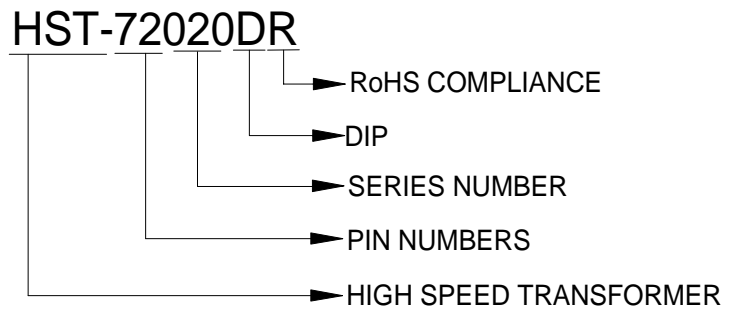 HST-72020DR
RoHS COMPLIANCE
DIP
SERIES NUMBER
PIN NUMBERS
HIGH SPEED TRANSFORMER